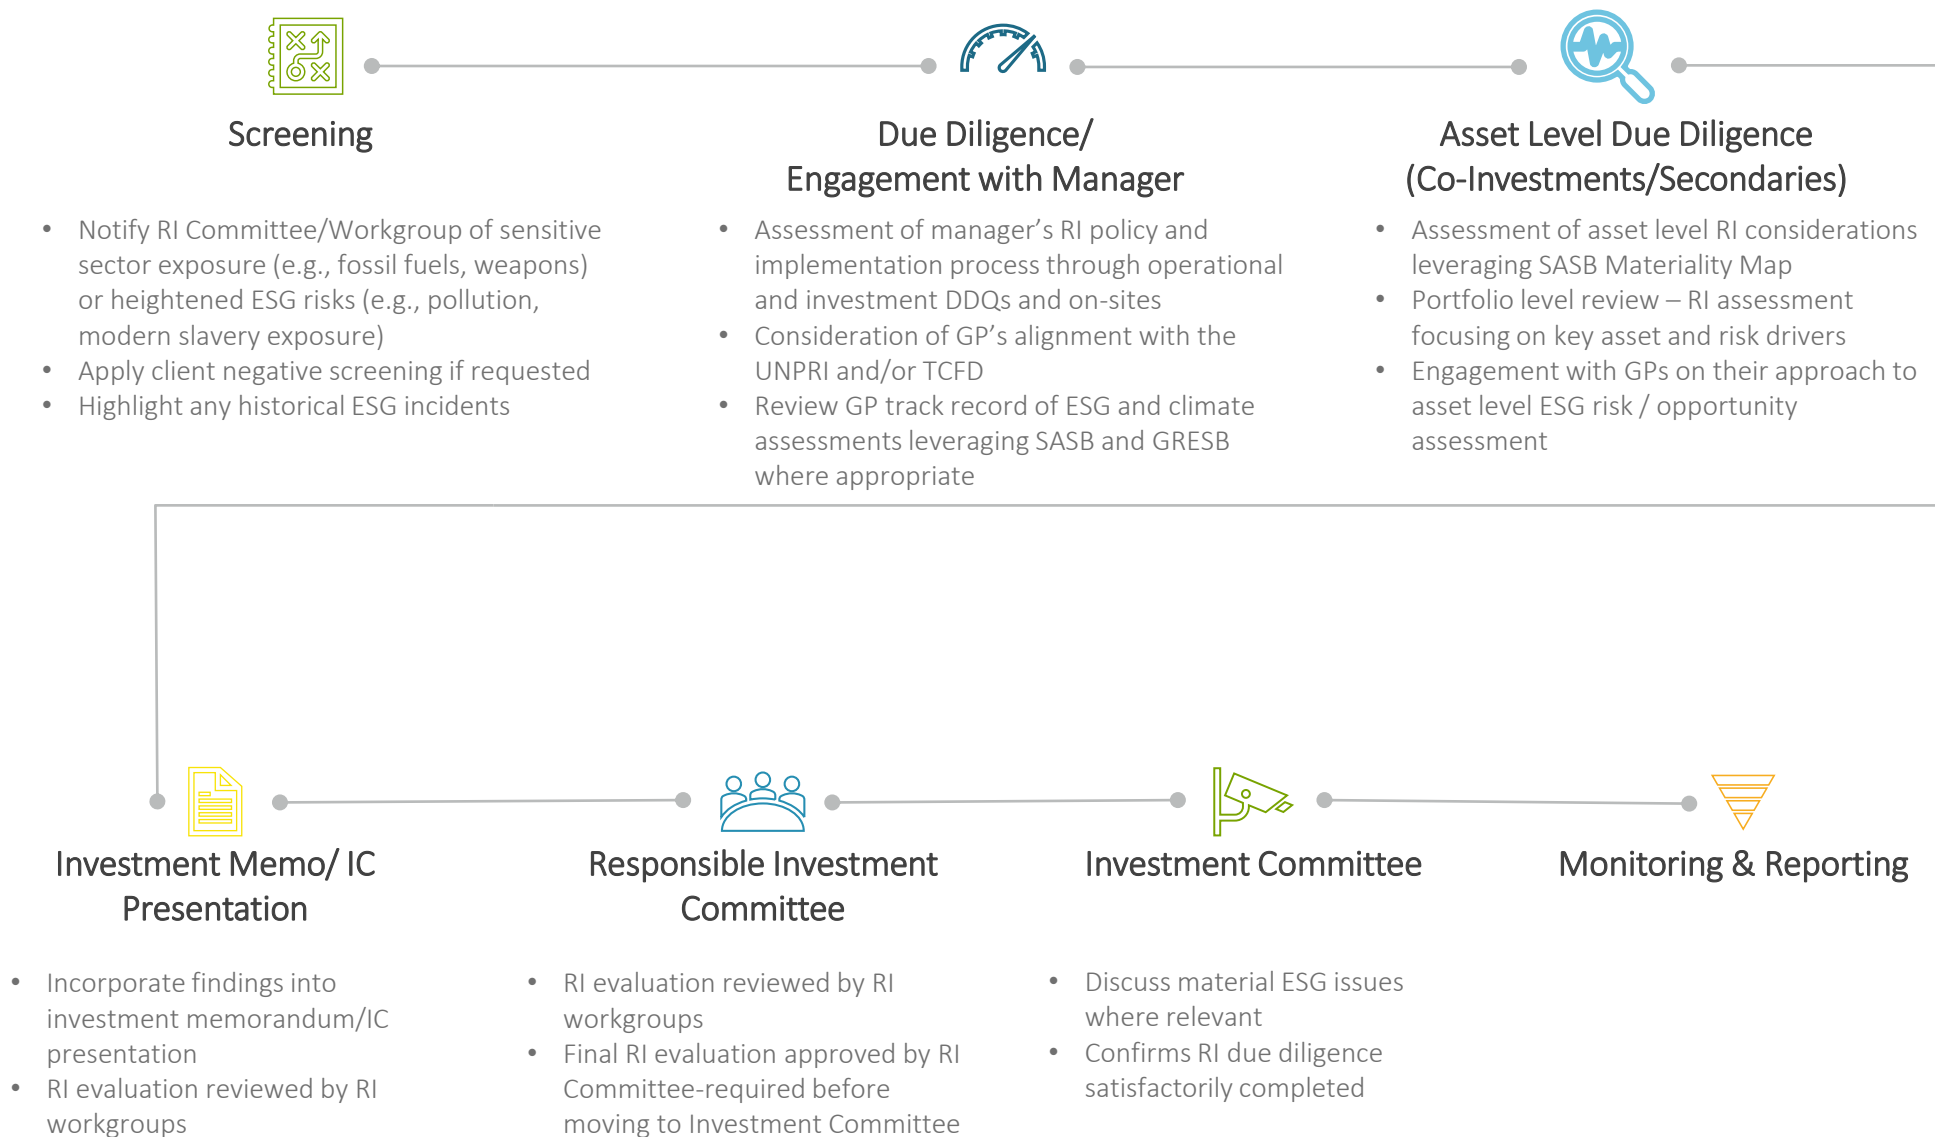 Screening
• Notify RI Committee/Workgroup of sensitive
sector exposure (e.g., fossil fuels, weapons)
or heightened ESG risks (e.g., pollution,
modern slavery exposure)
• Apply client negative screening if requested
• Highlight any historical ESG incidents
Due Diligence/
Engagement with Manager
• Assessment of manager’s RI policy and
implementation process through operational
and investment DDQs and on-sites
• Consideration of GP’s alignment with the
UNPRI and/or TCFD
• Review GP track record of ESG and climate
assessments leveraging SASB and GRESB
where appropriate
Asset Level Due Diligence
(Co-Investments/Secondaries)
• Assessment of asset level RI considerations
leveraging SASB Materiality Map
• Portfolio level review – RI assessment
focusing on key asset and risk drivers
• Engagement with GPs on their approach to
asset level ESG risk / opportunity
assessment
Investment Memo/ IC
Presentation
• Incorporate findings into
investment memorandum/IC
presentation
• RI evaluation reviewed by RI
workgroups
Responsible Investment
Committee
• RI evaluation reviewed by RI
workgroups
• Final RI evaluation approved by RI
Committee-required before
moving to Investment Committee
Investment Committee
• Discuss material ESG issues
where relevant
• Confirms RI due diligence
satisfactorily completed
Monitoring & Reporting